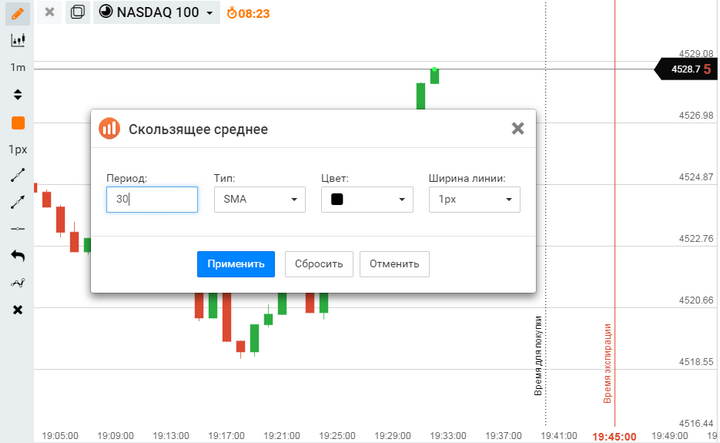 NASDAQ 100
08:23
1m
1px
4529.08
4528.7 5
4526.98
4524.87
4522.76
4520.66
4518.55
4516.44
Скользящее среднее
Период: Тип: Цвет: Ширина линии:
30 SMA 1px
Применить Сбросить Отменить
Время для покупки
Время экспирации
19:05:00 19:09:00 19:13:00 19:17:00 19:21:00 19:25:00 19:29:00 19:33:00 19:3 19:41:00 19:45:00 19:49:00 19: